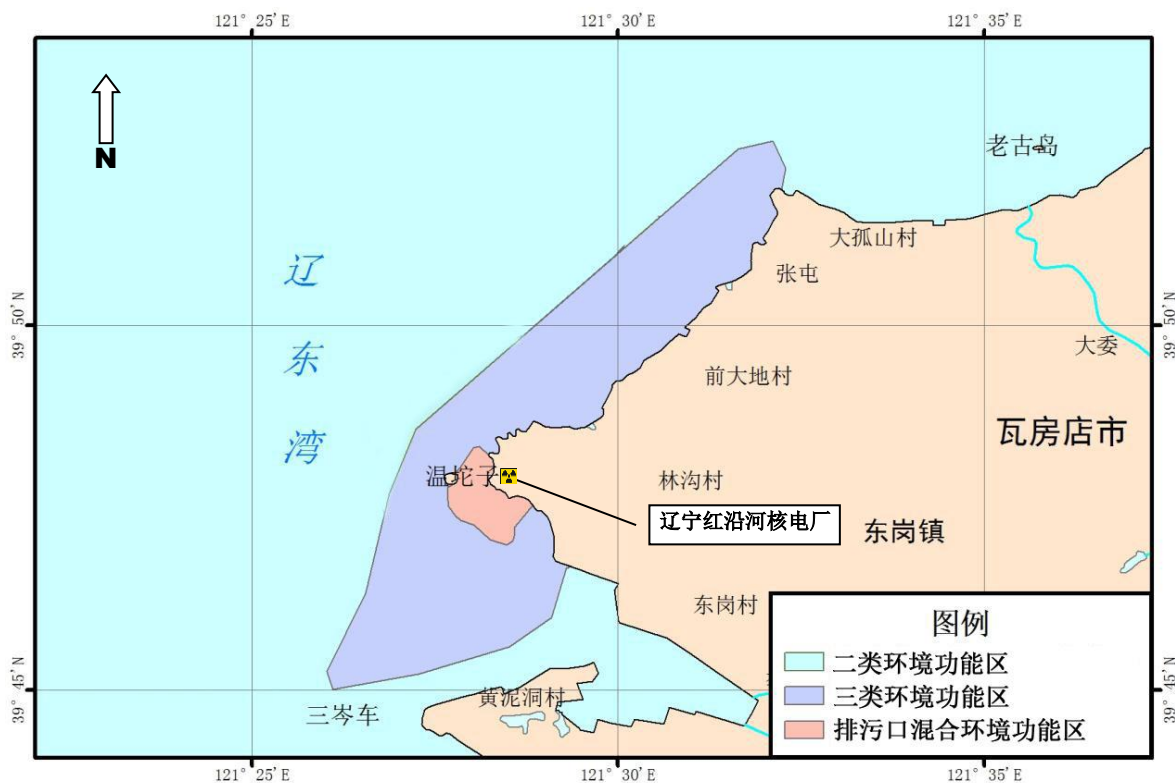 121° 25′ E
121° 30′ E
121° 35′ E
N
老古岛
大孤山村
张屯
辽
东
湾
39° 50′ N
39° 50′ N
大委
前大地村
瓦房店市
温坨子
林沟村
辽宁红沿河核电厂
东岗镇
东岗村
图例
二类环境功能区
三类环境功能区
排污口混合环境功能区
39° 45′ N
39° 45′ N
黄泥洞村
三岑车
121° 25′ E
121° 30′ E
121° 35′ E